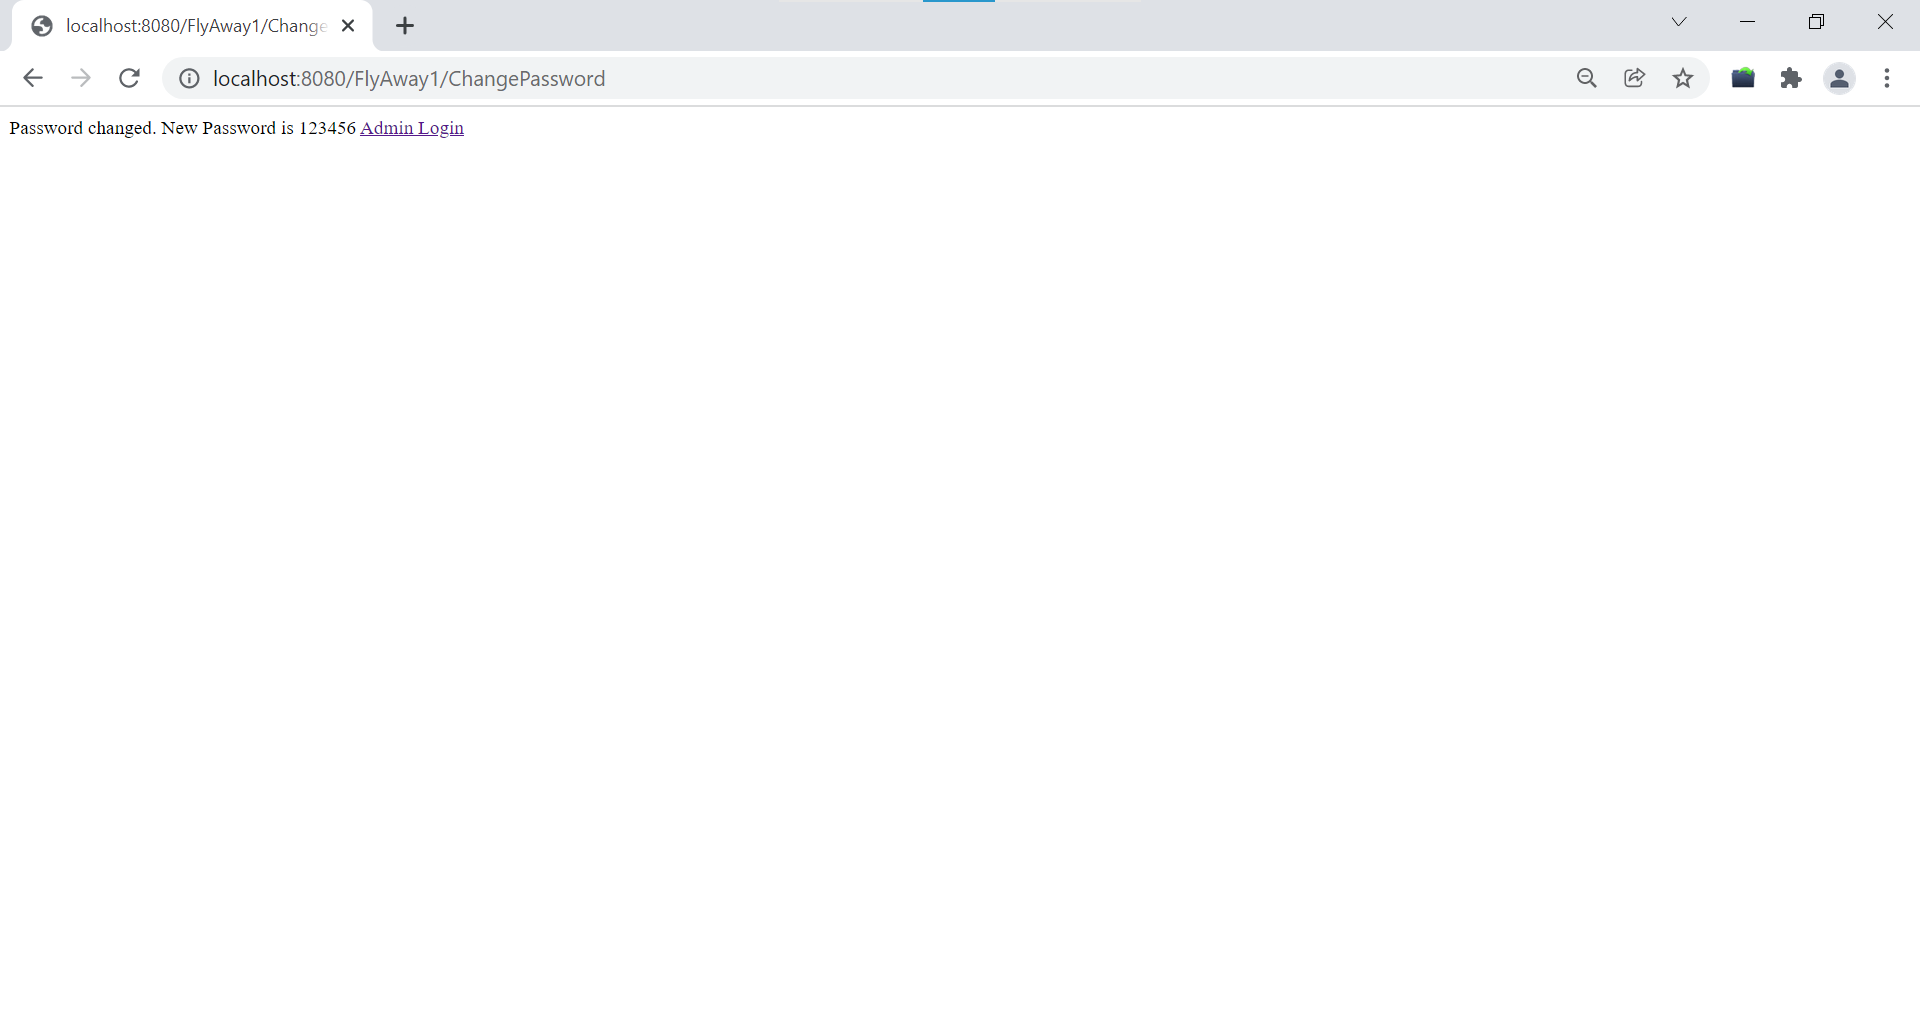 localhost:8080/FlyAway1/Change
localhost:8080/FlyAway1/ChangePassword
Password changed. New Password is 123456 Admin Login